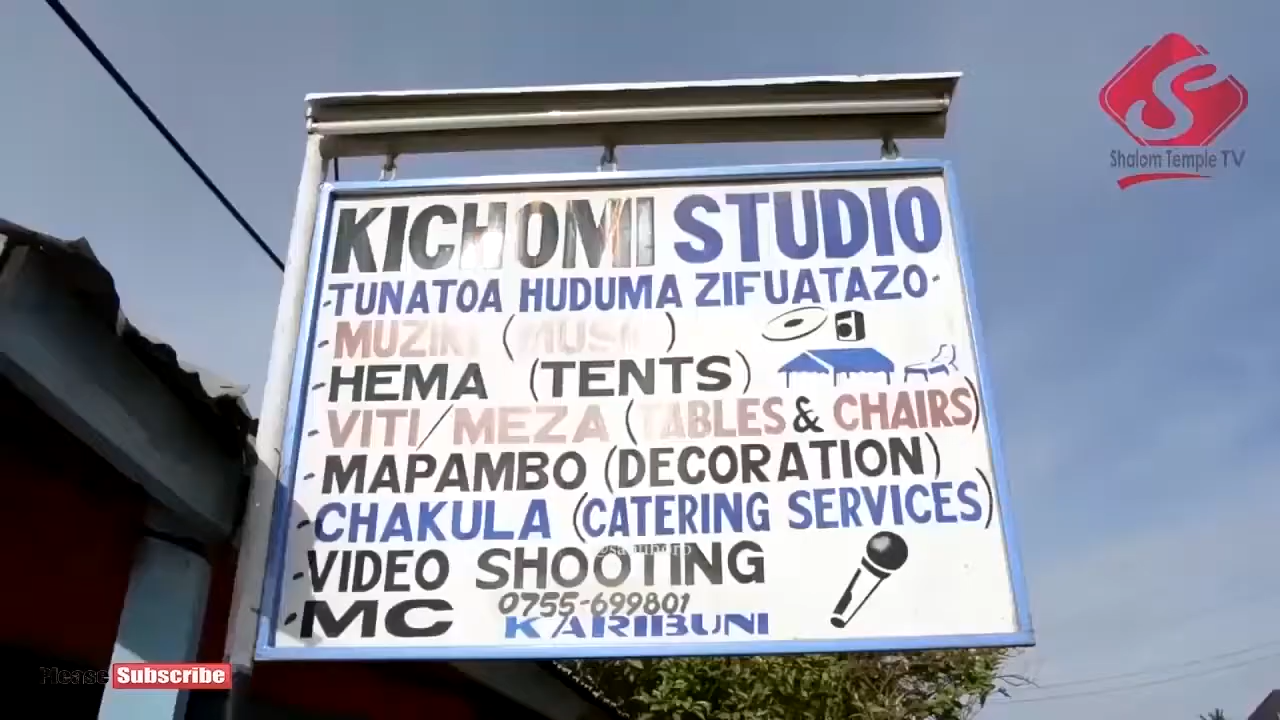 Shalom Temple TV
KICHOMI STUDIO
-TUNATOA HUDUMA ZIFUATAZO-
-MUZIKI (MUSIC)
-HEMA (TENTS)
-VITI/MEZA (TABLES & CHAIRS)
-MAPAMBO (DECORATION)
-CHAKULA (CATERING SERVICES)
-VIDEO SHOOTING
-MC 0755-699801
KARIBUNI
Please Subscribe